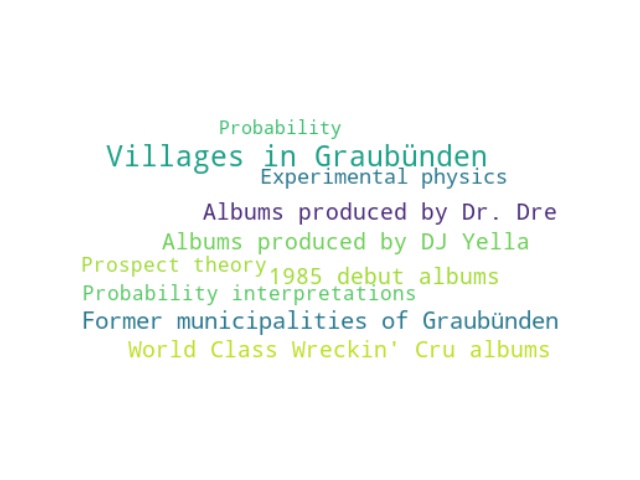 Probability
Villages in Graubünden
Experimental physics
Albums produced by Dr. Dre
Albums produced by DJ Yella
Prospect theory
1985 debut albums
Probability interpretations
Former municipalities of Graubünden
World Class Wreckin' Cru albums